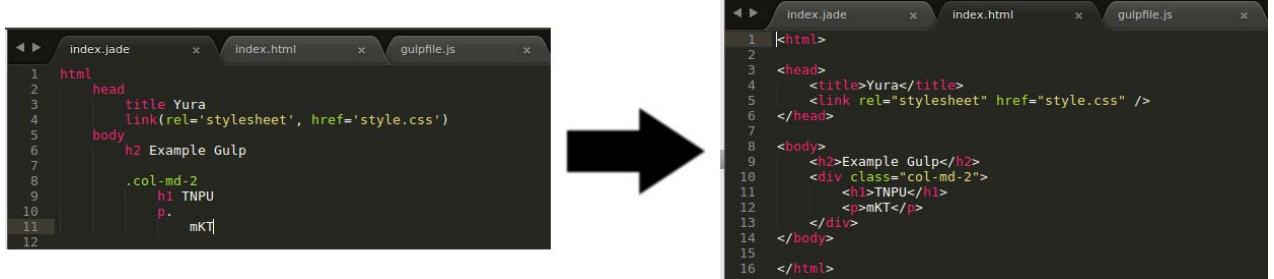 index.jade × index.html × gulpfile.js ×
1 html
2 head
3 title Yura
4 link(rel='stylesheet', href='style.css')
5 body
6 h2 Example Gulp
7
8 .col-md-2
9 h1 TNPU
10 p.
11 mKT
12
index.jade × index.html × gulpfile.js ×
1 <html>
2
3 <head>
4 <title>Yura</title>
5 <link rel="stylesheet" href="style.css" />
6 </head>
7
8 <body>
9 <h2>Example Gulp</h2>
10 <div class="col-md-2">
11 <h1>TNPU</h1>
12 <p>mKT</p>
13 </div>
14 </body>
15
16 </html>